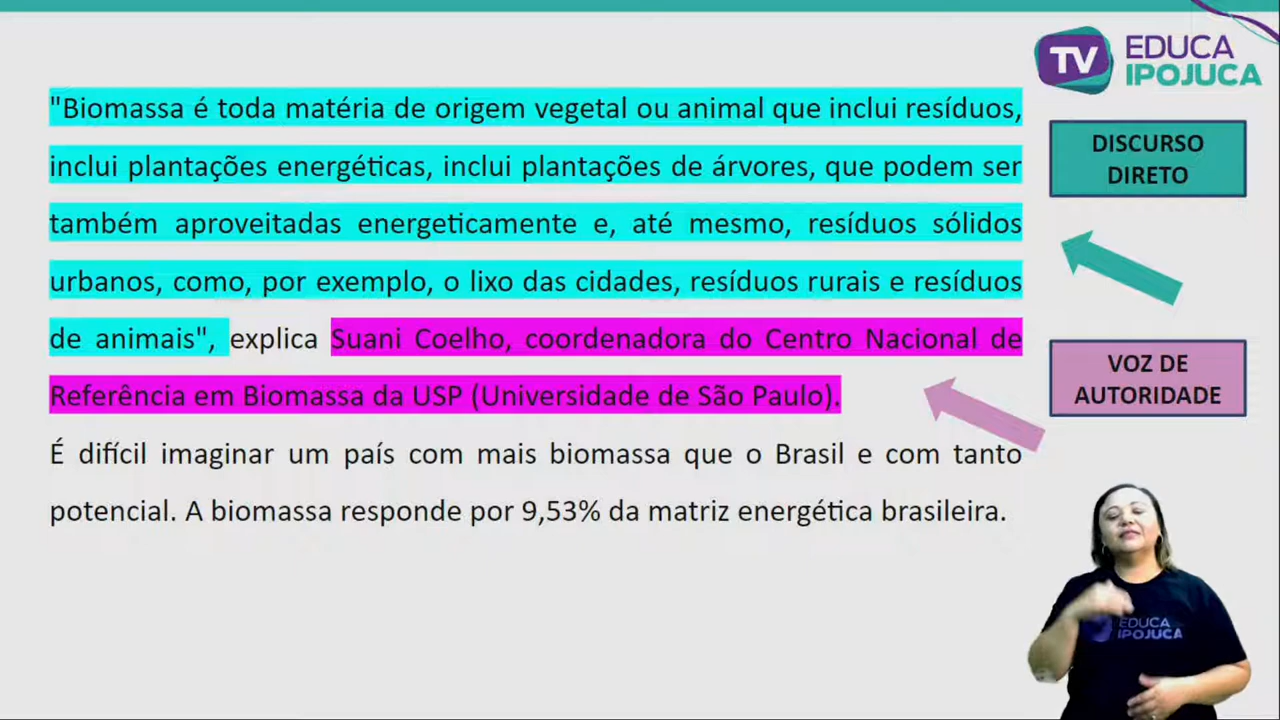 TV EDUCA
IPOJUCA
"Biomassa é toda matéria de origem vegetal ou animal que inclui resíduos,
inclui plantações energéticas, inclui plantações de árvores, que podem ser
também aproveitadas energeticamente e, até mesmo, resíduos sólidos
urbanos, como, por exemplo, o lixo das cidades, resíduos rurais e resíduos
de animais", explica Suani Coelho, coordenadora do Centro Nacional de
Referência em Biomassa da USP (Universidade de São Paulo).
É difícil imaginar um país com mais biomassa que o Brasil e com tanto
potencial. A biomassa responde por 9,53% da matriz energética brasileira.
DISCURSO
DIRETO
VOZ DE
AUTORIDADE
EDUCA
IPOJUCA